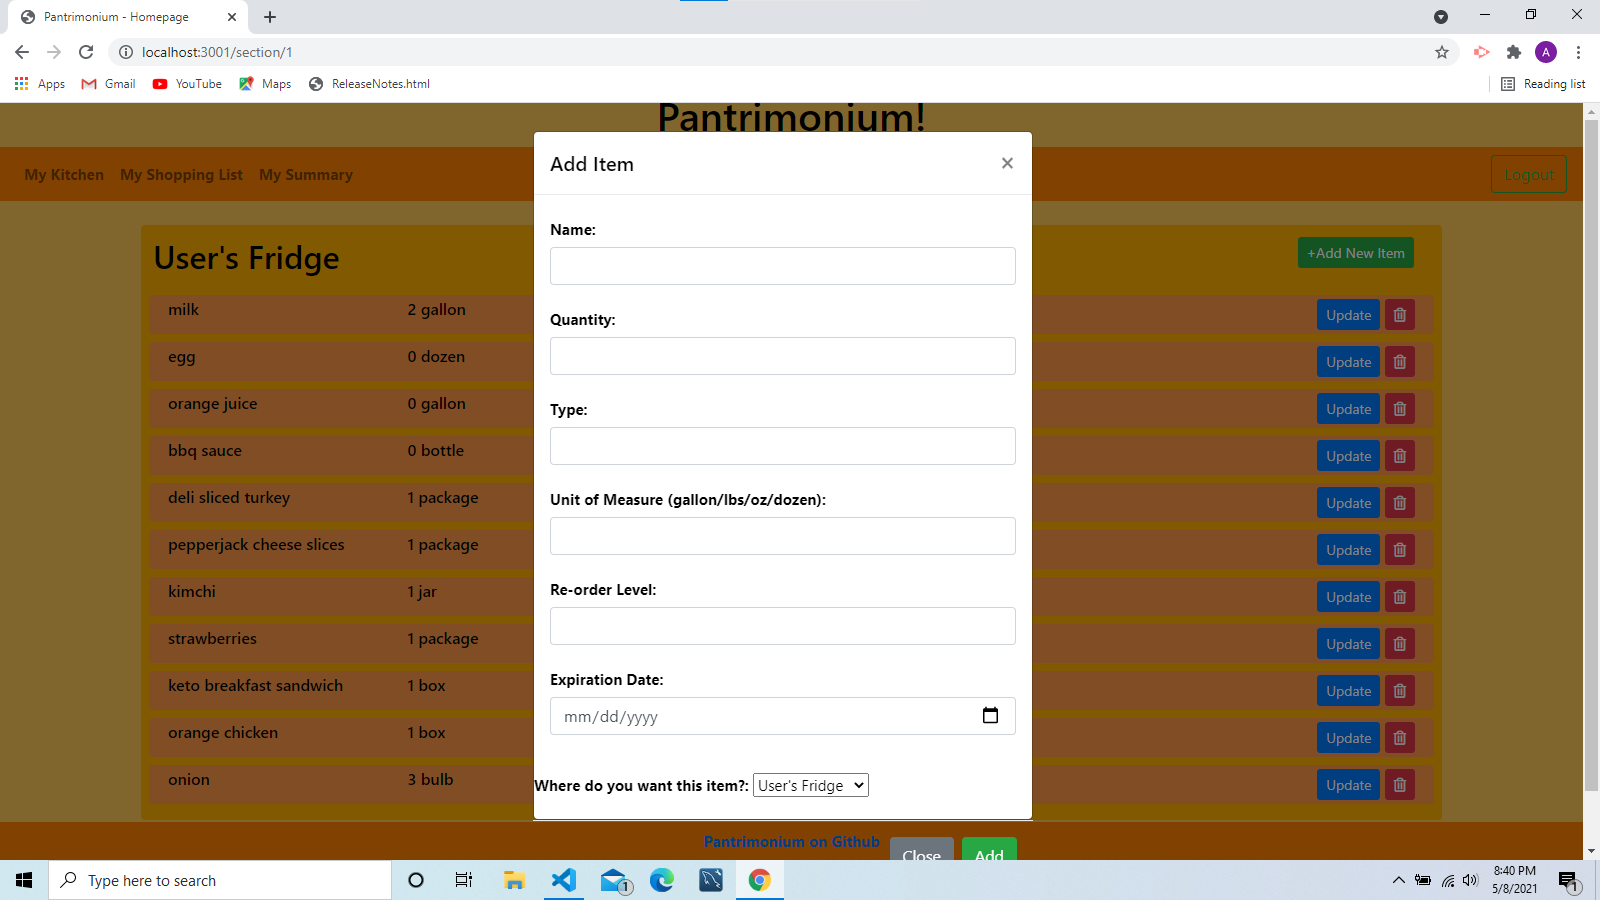 Pantrimonium - Homepage
localhost:3001/section/1
A
Apps Gmail YouTube Maps ReleaseNotes.html Reading list
Pantrimonium!
My Kitchen My Shopping List My Summary Logout
User's Fridge +Add New Item
milk 2 gallon Update
egg 0 dozen Update
orange juice 0 gallon Update
bbq sauce 0 bottle Update
deli sliced turkey 1 package Update
pepperjack cheese slices 1 package Update
kimchi 1 jar Update
strawberries 1 package Update
keto breakfast sandwich 1 box Update
orange chicken 1 box Update
onion 3 bulb Update
Add Item ×
Name:
Quantity:
Type:
Unit of Measure (gallon/lbs/oz/dozen):
Re-order Level:
Expiration Date:
mm/dd/yyyy
Where do you want this item?: User's Fridge
Pantrimonium on Github Close Add
Type here to search
1
8:40 PM
5/8/2021
1